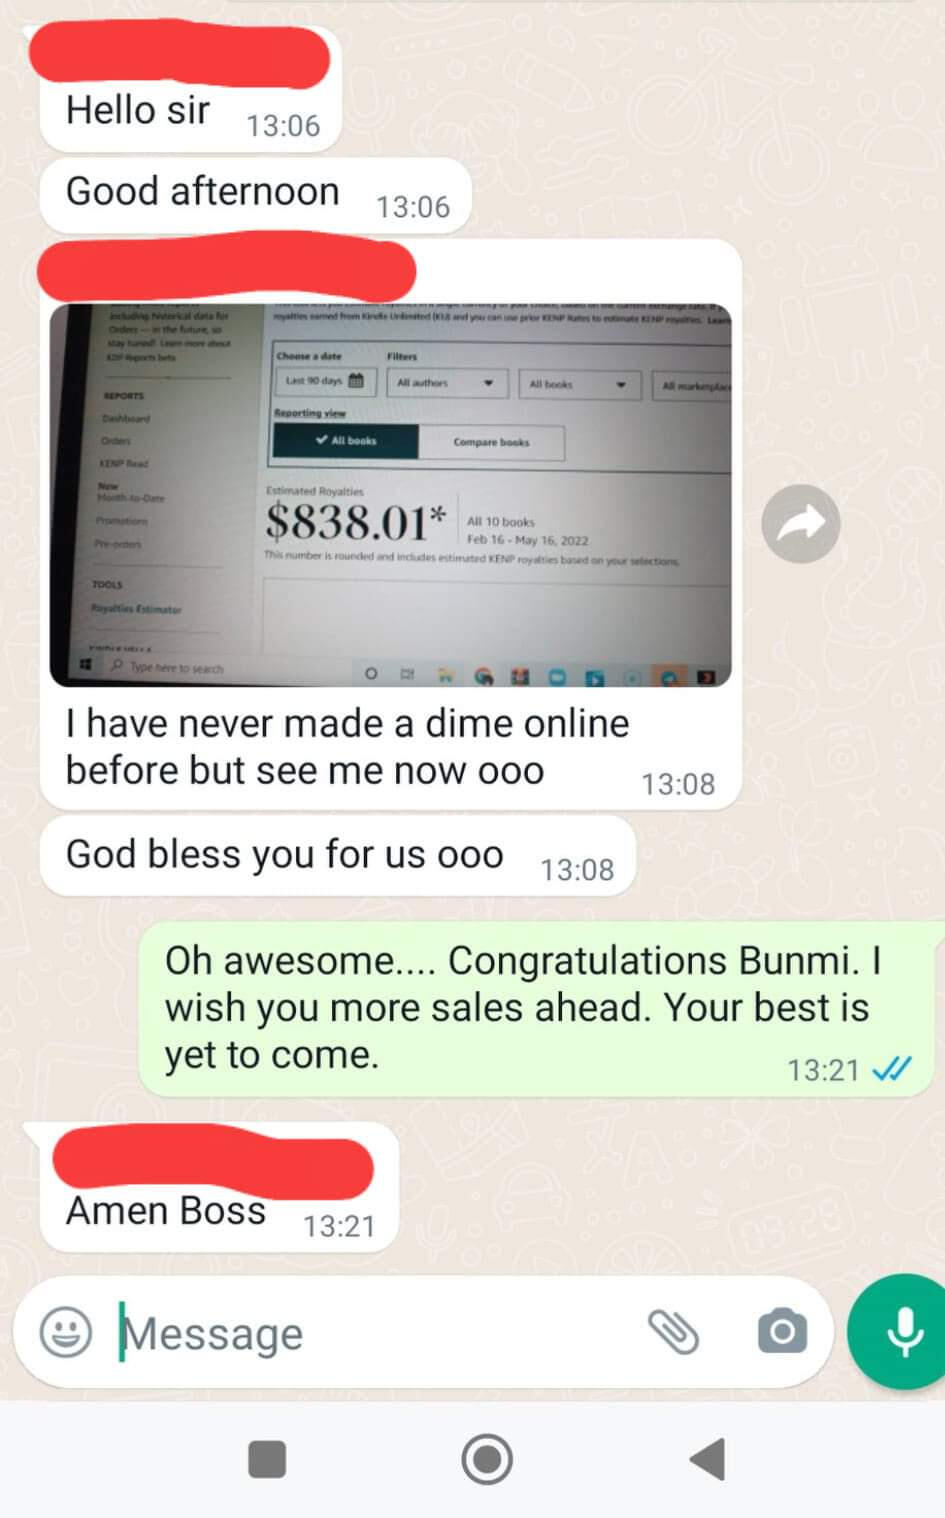 Hello sir 13:06
Good afternoon 13:06
including historical data for
Orders — in the future, so
stay tuned! Learn more about
KDP Reports beta
REPORTS
Dashboard
Orders
KENP Read
New
Month-to-Date
Promotions
Pre-orders
TOOLS
Royalties Estimator
royalties earned from Kindle Unlimited (KU) and you can use prior KENP Rates to estimate KENP royalties. Learn
Choose a date Filters
Last 90 days All authors All books All marketplac
Reporting view
All books Compare books
Estimated Royalties
$838.01* All 10 books
Feb 16 - May 16, 2022
This number is rounded and includes estimated KENP royalties based on your selections.
Type here to search
I have never made a dime online
before but see me now ooo 13:08
God bless you for us ooo 13:08
Oh awesome.... Congratulations Bunmi. I
wish you more sales ahead. Your best is
yet to come. 13:21
Amen Boss 13:21
Message